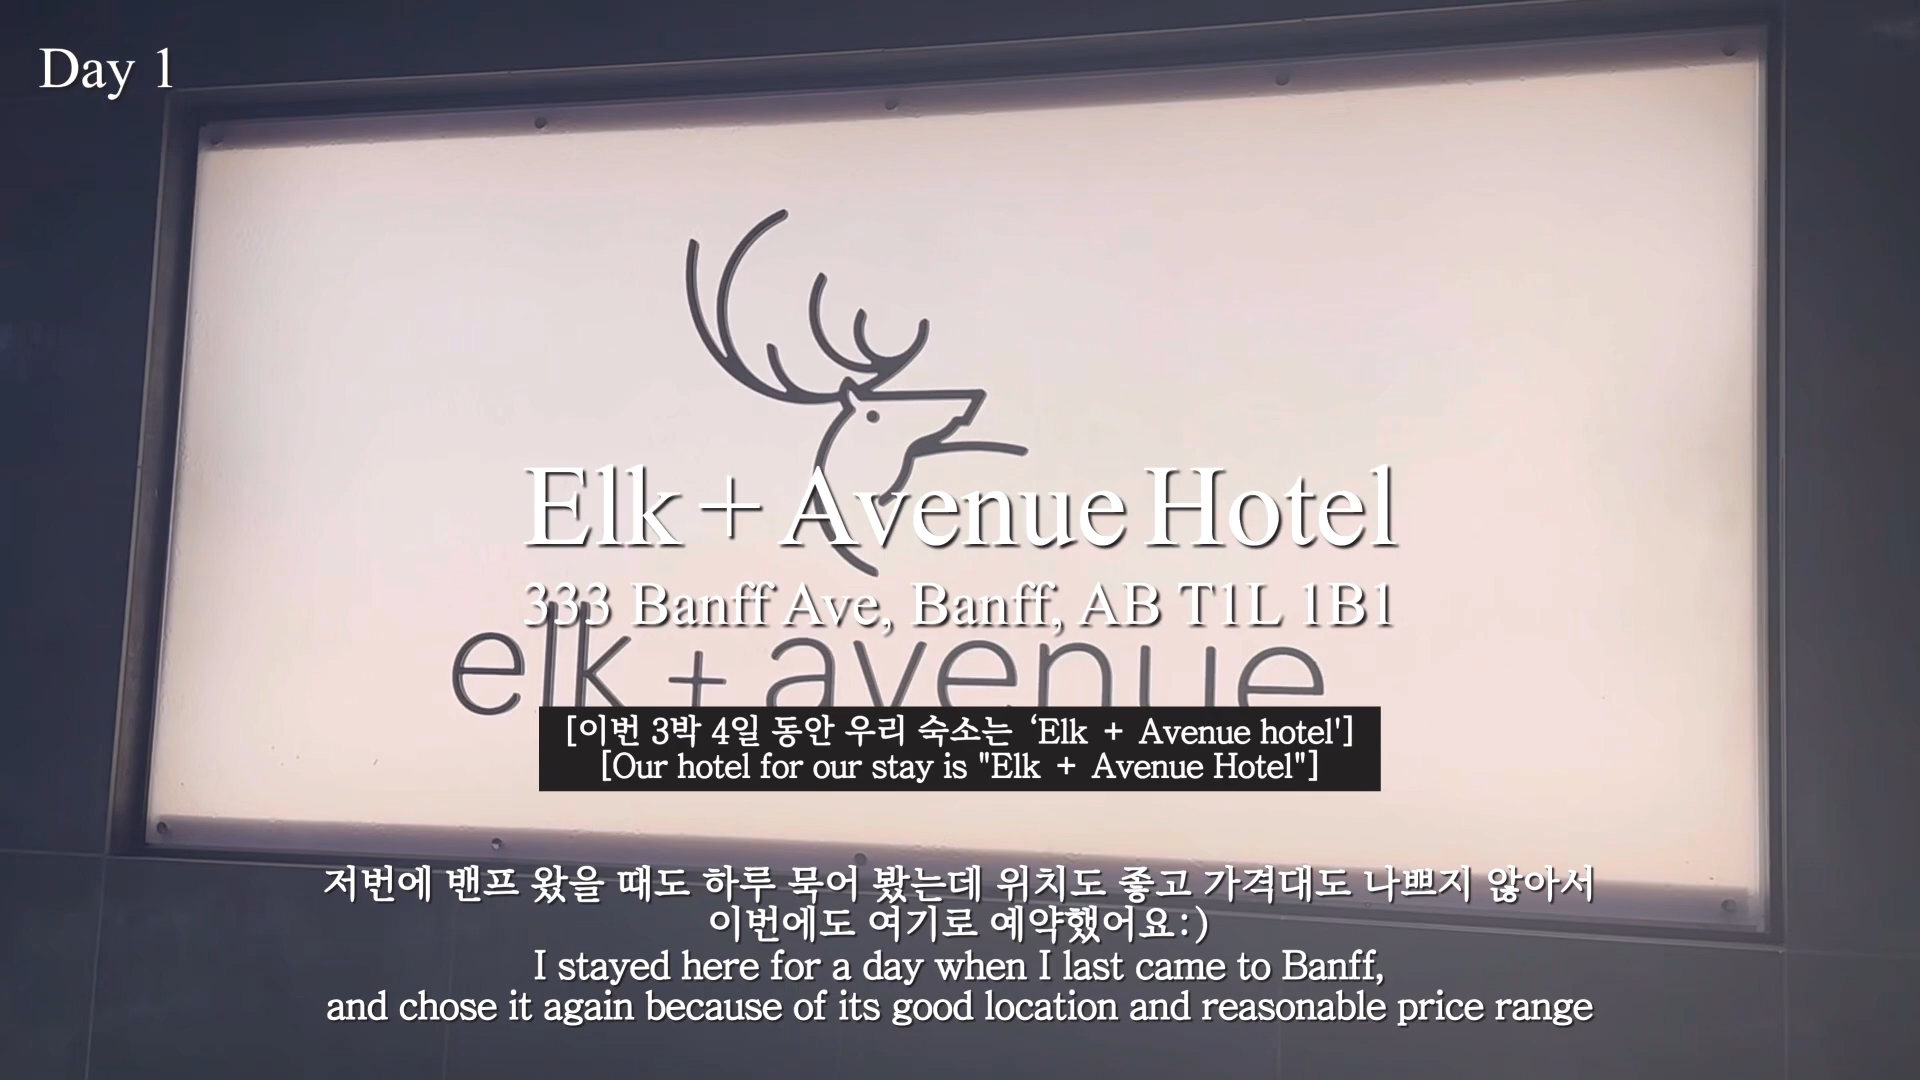 Day 1
Elk + Avenue Hotel
333 Banff Ave, Banff, AB T1L 1B1
elk + avenue
[이번 3박 4일 동안 우리 숙소는 ‘Elk + Avenue hotel']
[Our hotel for our stay is "Elk + Avenue Hotel"]
저번에 밴프 왔을 때도 하루 묵어 봤는데 위치도 좋고 가격대도 나쁘지 않아서
이번에도 여기로 예약했어요:)
I stayed here for a day when I last came to Banff,
and chose it again because of its good location and reasonable price range